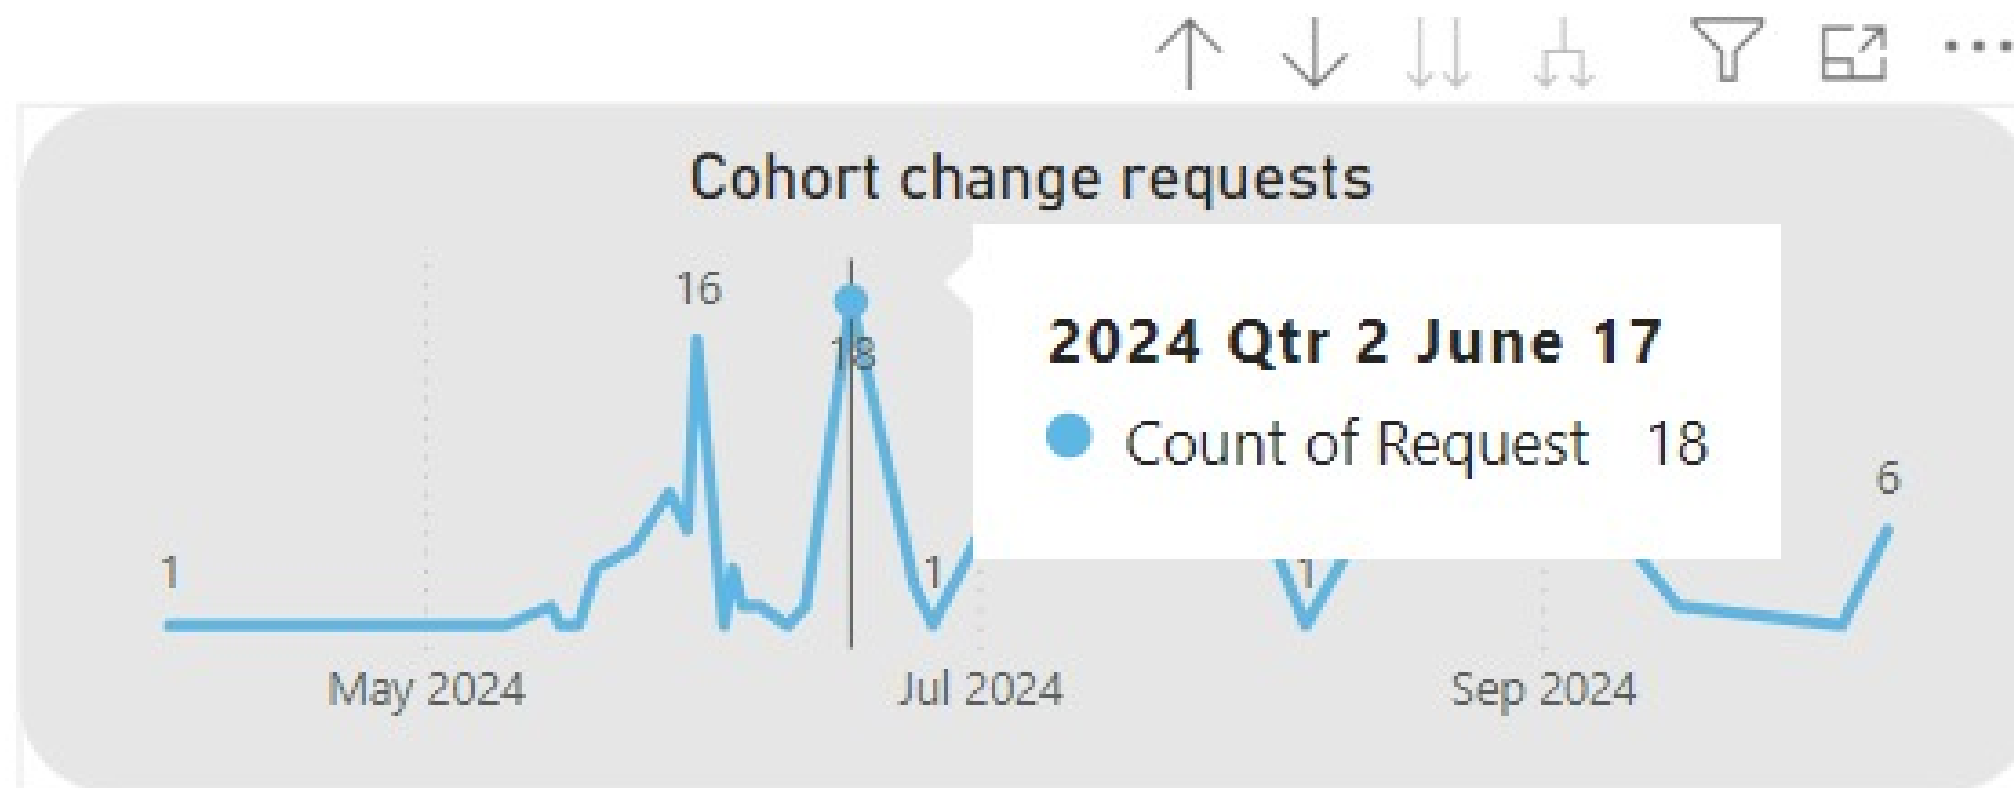 Cohort change requests
16
18
2024 Qtr 2 June 17
Count of Request 18
6
1
1
1
May 2024
Jul 2024
Sep 2024